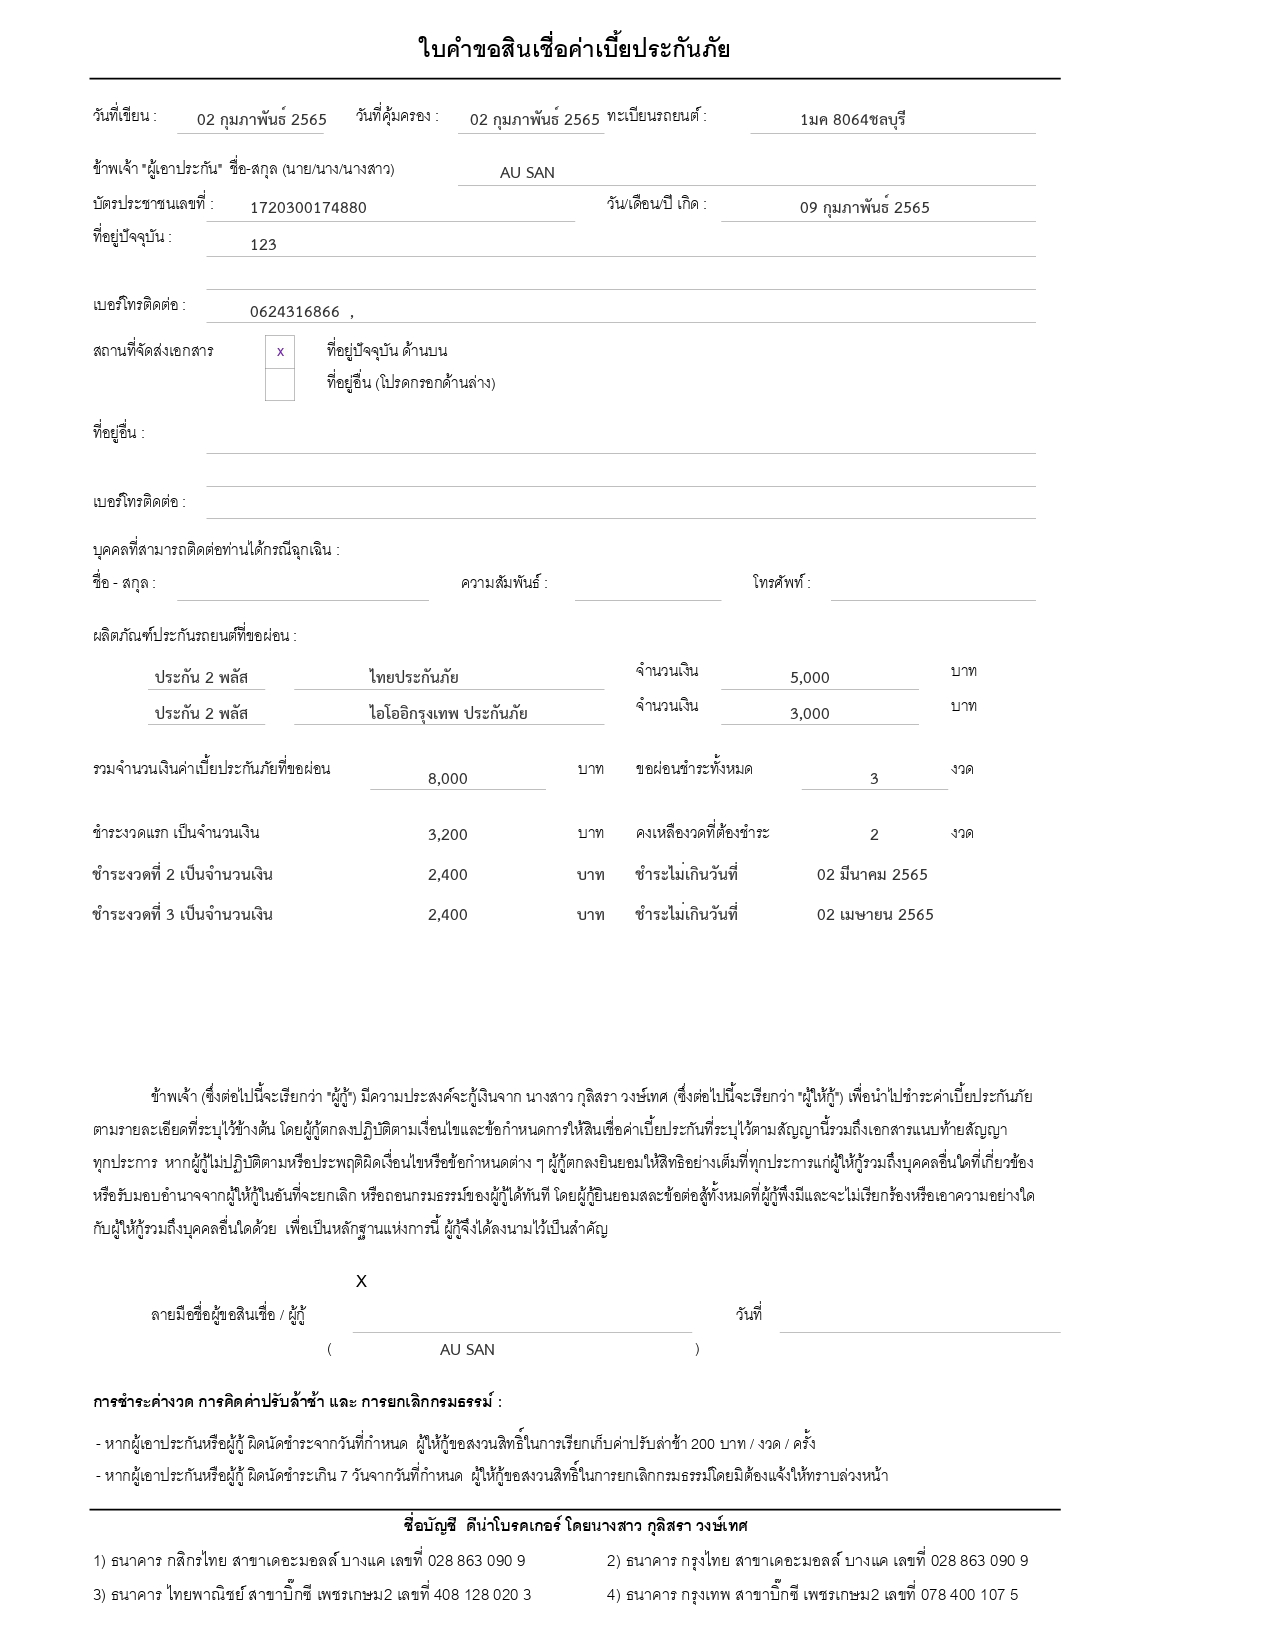 ใบคำขอสินเชื่อค่าเบี้ยประกันภัย
วันที่เขียน : 02 กุมภาพันธ์ 2565 วันที่คุ้มครอง : 02 กุมภาพันธ์ 2565 ทะเบียนรถยนต์ : 1มค 8064ชลบุรี
ข้าพเจ้า "ผู้เอาประกัน" ชื่อ-สกุล (นาย/นาง/นางสาว) AU SAN
บัตรประชาชนเลขที่ : 1720300174880 วัน/เดือน/ปี เกิด : 09 กุมภาพันธ์ 2565
ที่อยู่ปัจจุบัน : 123
เบอร์โทรติดต่อ : 0624316866 ,
สถานที่จัดส่งเอกสาร x ที่อยู่ปัจจุบัน ด้านบน
ที่อยู่อื่น (โปรดกรอกด้านล่าง)
ที่อยู่อื่น :
เบอร์โทรติดต่อ :
บุคคลที่สามารถติดต่อท่านได้กรณีฉุกเฉิน :
ชื่อ - สกุล : ความสัมพันธ์ : โทรศัพท์ :
ผลิตภัณฑ์ประกันรถยนต์ที่ขอผ่อน :
ประกัน 2 พลัส ไทยประกันภัย จำนวนเงิน 5,000 บาท
ประกัน 2 พลัส ไอโออิกรุงเทพ ประกันภัย จำนวนเงิน 3,000 บาท
รวมจำนวนเงินค่าเบี้ยประกันภัยที่ขอผ่อน 8,000 บาท ขอผ่อนชำระทั้งหมด 3 งวด
ชำระงวดแรก เป็นจำนวนเงิน 3,200 บาท คงเหลืองวดที่ต้องชำระ 2 งวด
ชำระงวดที่ 2 เป็นจำนวนเงิน 2,400 บาท ชำระไม่เกินวันที่ 02 มีนาคม 2565
ชำระงวดที่ 3 เป็นจำนวนเงิน 2,400 บาท ชำระไม่เกินวันที่ 02 เมษายน 2565
ข้าพเจ้า (ซึ่งต่อไปนี้จะเรียกว่า "ผู้กู้") มีความประสงค์จะกู้เงินจาก นางสาว กุลิสรา วงษ์เทศ (ซึ่งต่อไปนี้จะเรียกว่า "ผู้ให้กู้") เพื่อนำไปชำระค่าเบี้ยประกันภัย
ตามรายละเอียดที่ระบุไว้ข้างต้น โดยผู้กู้ตกลงปฏิบัติตามเงื่อนไขและข้อกำหนดการให้สินเชื่อค่าเบี้ยประกันที่ระบุไว้ตามสัญญานี้รวมถึงเอกสารแนบท้ายสัญญา
ทุกประการ หากผู้กู้ไม่ปฏิบัติตามหรือประพฤติผิดเงื่อนไขหรือข้อกำหนดต่าง ๆ ผู้กู้ตกลงยินยอมให้สิทธิอย่างเต็มที่ทุกประการแก่ผู้ให้กู้รวมถึงบุคคลอื่นใดที่เกี่ยวข้อง
หรือรับมอบอำนาจจากผู้ให้กู้ในอันที่จะยกเลิก หรือถอนกรมธรรม์ของผู้กู้ได้ทันที โดยผู้กู้ยินยอมสละข้อต่อสู้ทั้งหมดที่ผู้กู้พึงมีและจะไม่เรียกร้องหรือเอาความอย่างใด
กับผู้ให้กู้รวมถึงบุคคลอื่นใดด้วย เพื่อเป็นหลักฐานแห่งการนี้ ผู้กู้จึงได้ลงนามไว้เป็นสำคัญ
X
ลายมือชื่อผู้ขอสินเชื่อ / ผู้กู้ วันที่
( AU SAN )
การชำระค่างวด การคิดค่าปรับล้าช้า และ การยกเลิกกรมธรรม์ :
- หากผู้เอาประกันหรือผู้กู้ ผิดนัดชำระจากวันที่กำหนด ผู้ให้กู้ขอสงวนสิทธิ์ในการเรียกเก็บค่าปรับล่าช้า 200 บาท / งวด / ครั้ง
- หากผู้เอาประกันหรือผู้กู้ ผิดนัดชำระเกิน 7 วันจากวันที่กำหนด ผู้ให้กู้ขอสงวนสิทธิ์ในการยกเลิกกรมธรรม์โดยมิต้องแจ้งให้ทราบล่วงหน้า
ชื่อบัญชี ดีน่าโบรคเกอร์ โดยนางสาว กุลิสรา วงษ์เทศ
1) ธนาคาร กสิกรไทย สาขาเดอะมอลล์ บางแค เลขที่ 028 863 090 9 2) ธนาคาร กรุงไทย สาขาเดอะมอลล์ บางแค เลขที่ 028 863 090 9
3) ธนาคาร ไทยพาณิชย์ สาขาบิ๊กซี เพชรเกษม2 เลขที่ 408 128 020 3 4) ธนาคาร กรุงเทพ สาขาบิ๊กซี เพชรเกษม2 เลขที่ 078 400 107 5